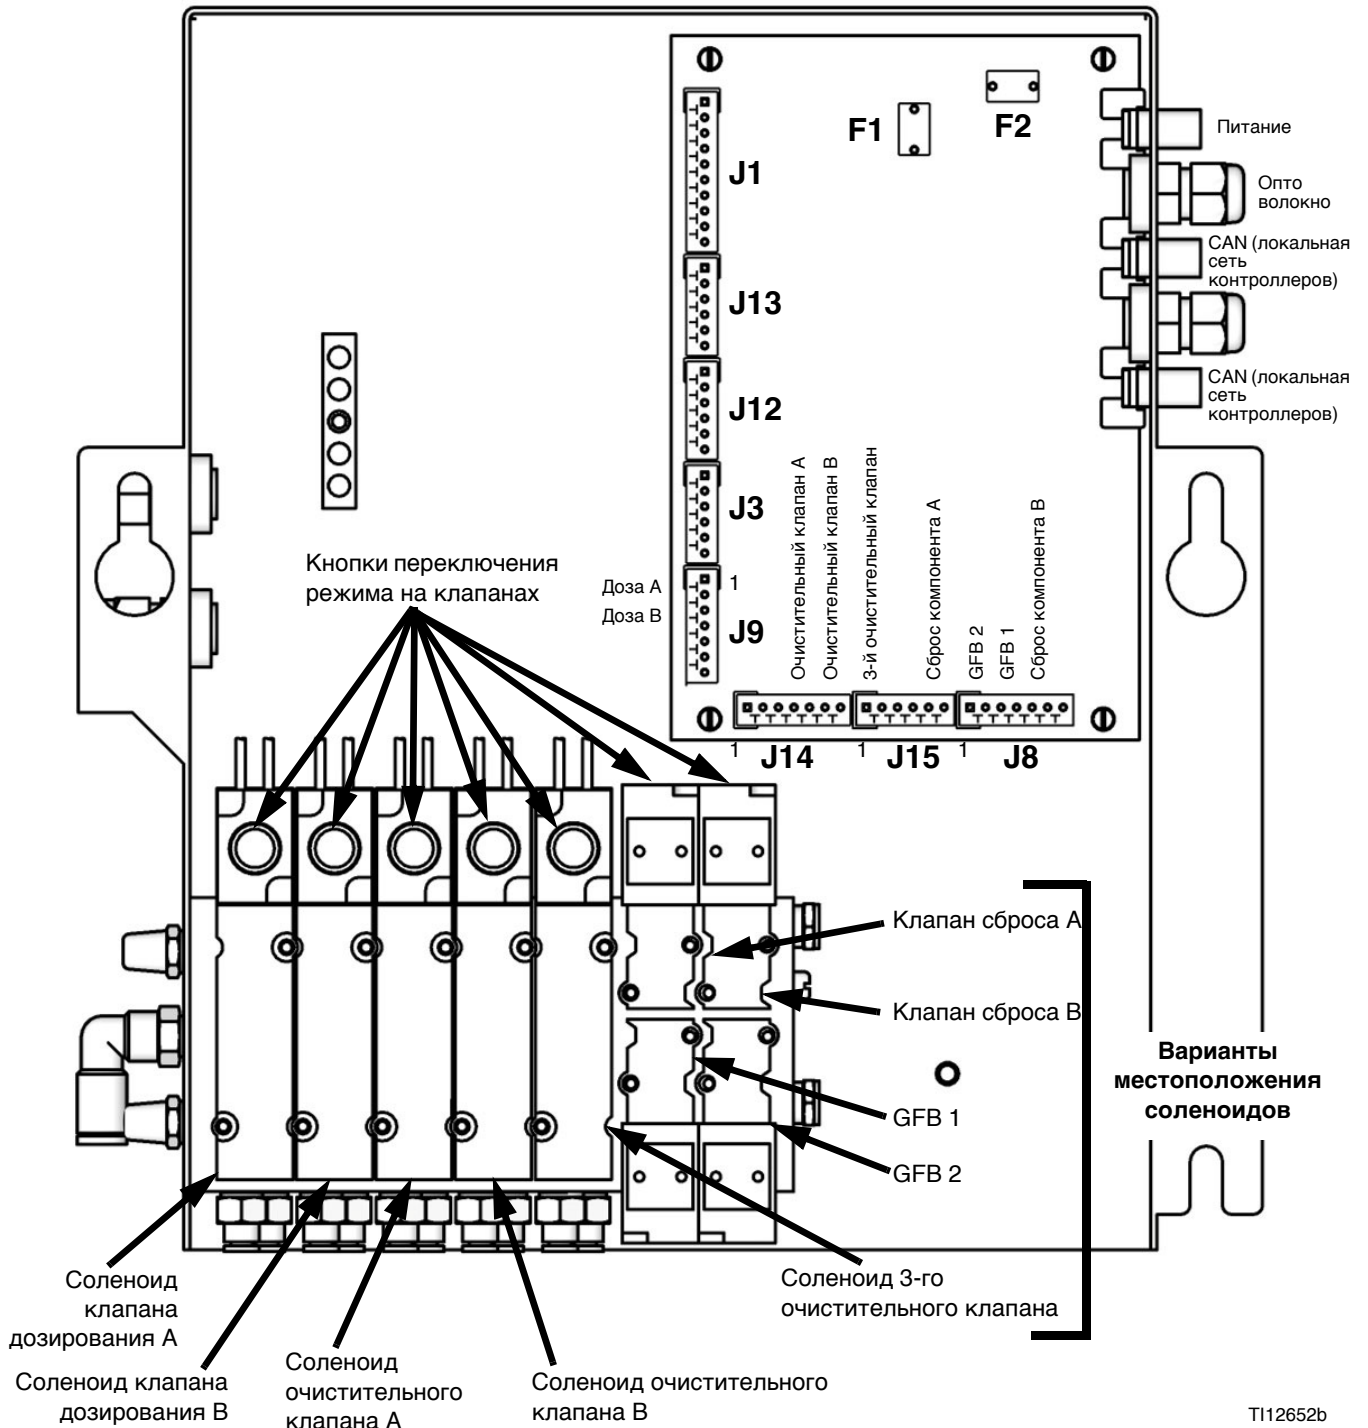 F1
F2
Питание
J1
Опто
волокно
CAN (локальная
сеть
контроллеров)
J13
CAN (локальная
сеть
контроллеров)
J12
J3
Очистительный клапан A
Очистительный клапан B
3-й очистительный клапан
Сброс компонента A
GFB 2
GFB 1
Сброс компонента B
Кнопки переключения
режима на клапанах
Доза A
Доза B
1
J9
1
J14
1
J15
1
J8
Клапан сброса A
Клапан сброса B
Варианты
местоположения
соленоидов
GFB 1
GFB 2
Соленоид
клапана
дозирования A
Соленоид 3-го
очистительного клапана
Соленоид клапана
дозирования B
Соленоид
очистительного
клапана A
Соленоид очистительного
клапана B
TI12652b